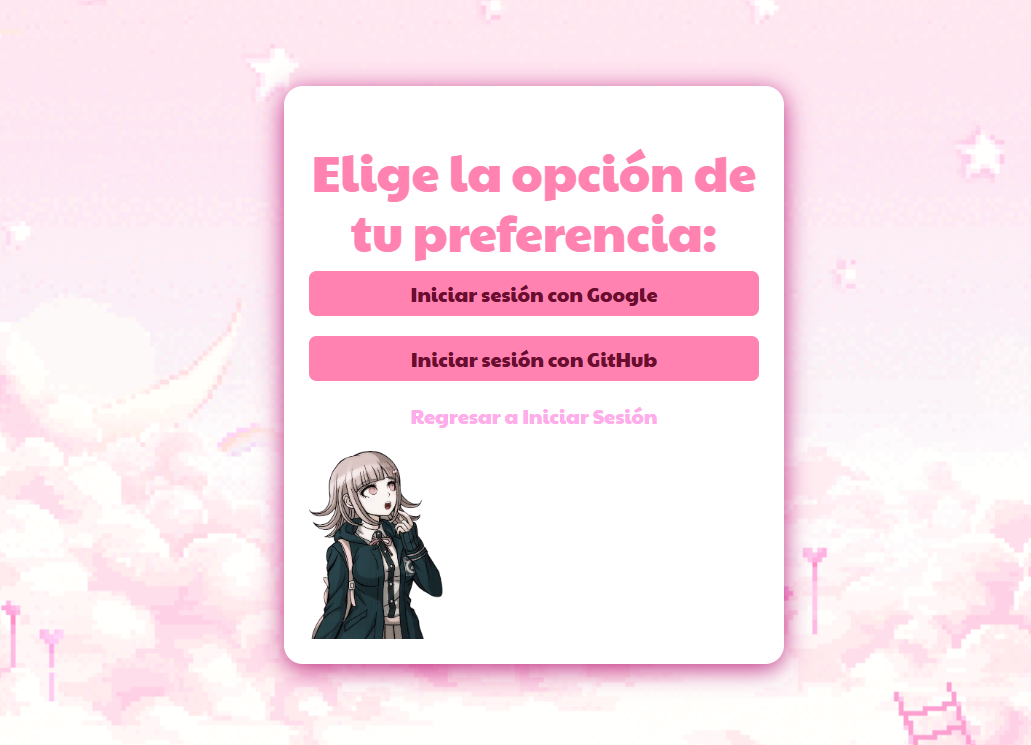 Elige la opción de
tu preferencia:
Iniciar sesión con Google
Iniciar sesión con GitHub
Regresar a Iniciar Sesión